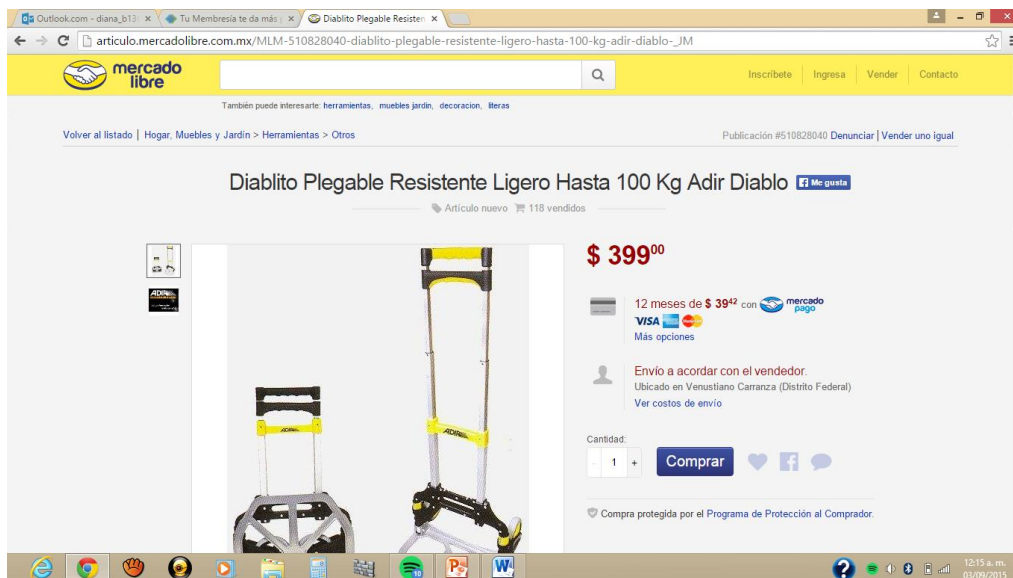 Outlook.com - diana_b13
Tu Membresía te da más
Diablito Plegable Resisten
articulo.mercadolibre.com.mx/MLM-510828040-diablito-plegable-resistente-ligero-hasta-100-kg-adir-diablo-_JM
mercado
libre
Inscríbete
Ingresa
Vender
Contacto
También puede interesarte: herramientas, muebles jardin, decoracion, literas
Volver al listado | Hogar, Muebles y Jardín > Herramientas > Otros
Publicación #510828040 Denunciar | Vender uno igual
Diablito Plegable Resistente Ligero Hasta 100 Kg Adir Diablo
Me gusta
Artículo nuevo 118 vendidos
$ 399⁰⁰
ADIR
12 meses de $ 39⁴² con mercado pago
VISA
Más opciones
Envío a acordar con el vendedor.
Ubicado en Venustiano Carranza (Distrito Federal)
Ver costos de envío
ADIR
ADIR
Cantidad:
- 1 +
Comprar
Compra protegida por el Programa de Protección al Comprador.
12:15 a. m.
03/09/2015